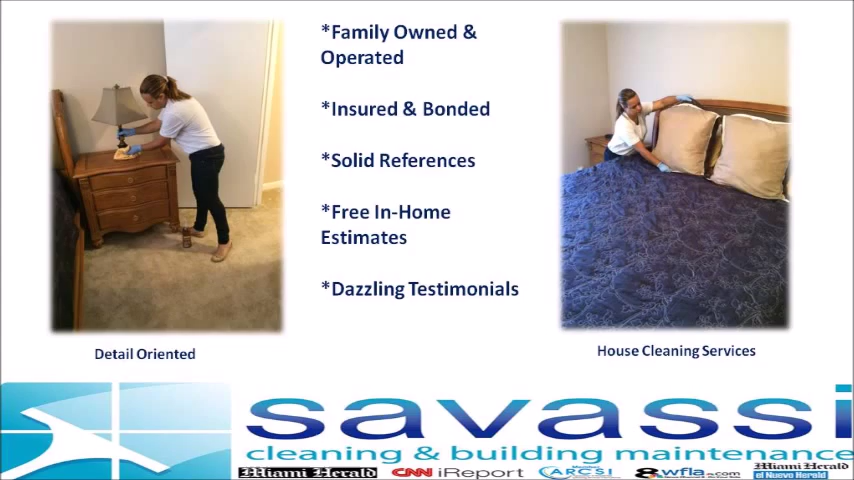 *Family Owned &
Operated
*Insured & Bonded
*Solid References
*Free In-Home
Estimates
*Dazzling Testimonials
Detail Oriented
House Cleaning Services
savassi
cleaning & building maintenance
Miami Herald
CNN iReport
ARCSI
8 wfla.com
Miami Herald
el Nuevo Herald